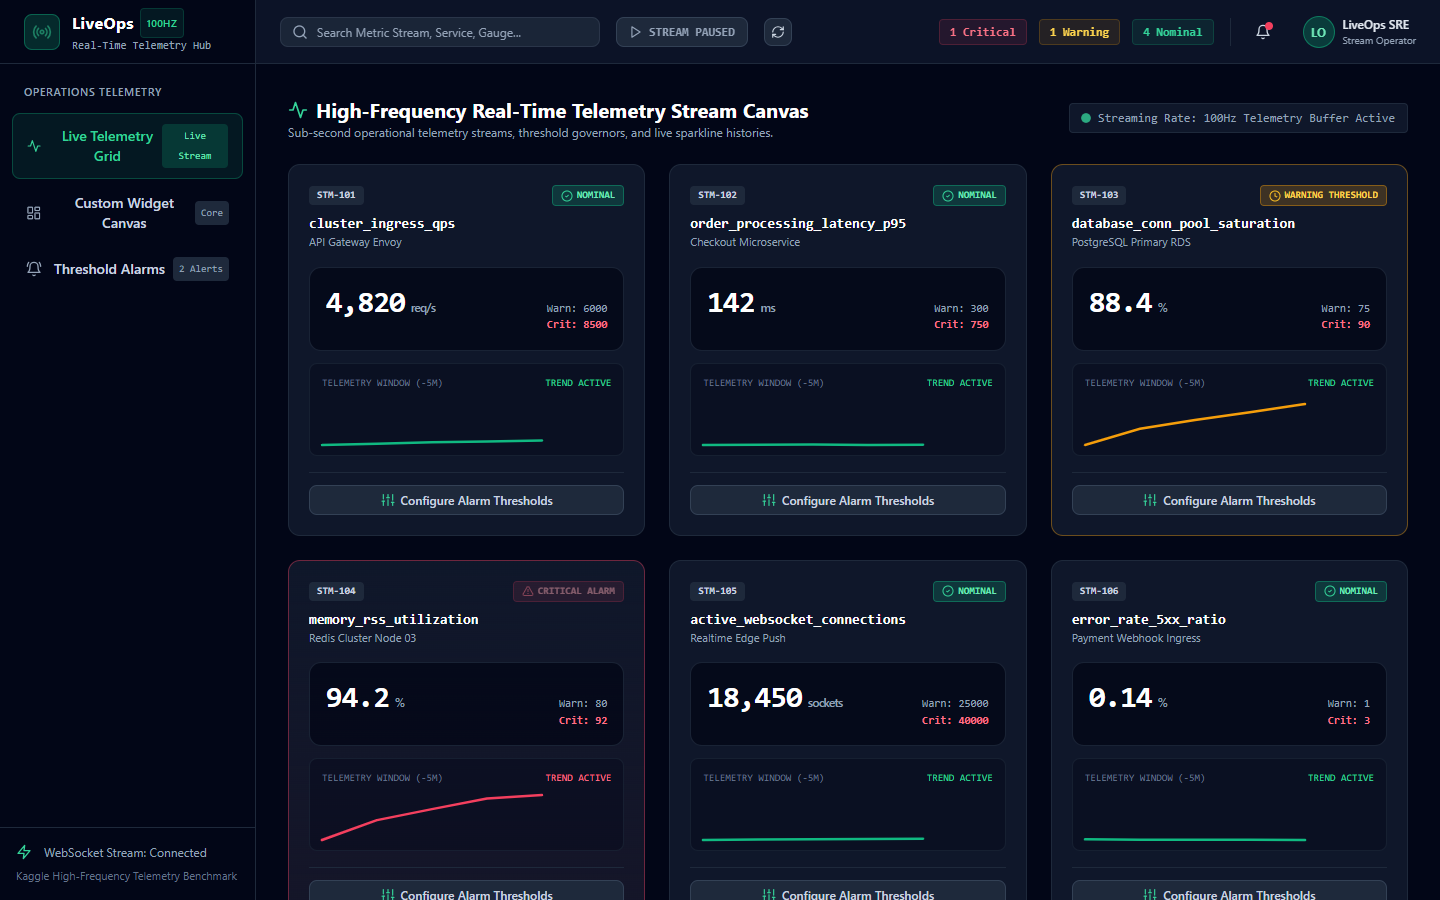 LiveOps
100HZ
Real-Time Telemetry Hub
Search Metric Stream, Service, Gauge...
STREAM PAUSED
1 Critical
1 Warning
4 Nominal
LO
LiveOps SRE
Stream Operator
OPERATIONS TELEMETRY
Live Telemetry
Grid
Live
Stream
Custom Widget
Canvas
Core
Threshold Alarms
2 Alerts
WebSocket Stream: Connected
Kaggle High-Frequency Telemetry Benchmark
High-Frequency Real-Time Telemetry Stream Canvas
Sub-second operational telemetry streams, threshold governors, and live sparkline histories.
Streaming Rate: 100Hz Telemetry Buffer Active
STM-101
NOMINAL
cluster_ingress_qps
API Gateway Envoy
4,820 req/s
Warn: 6000
Crit: 8500
TELEMETRY WINDOW (-5M)
TREND ACTIVE
Configure Alarm Thresholds
STM-102
NOMINAL
order_processing_latency_p95
Checkout Microservice
142 ms
Warn: 300
Crit: 750
TELEMETRY WINDOW (-5M)
TREND ACTIVE
Configure Alarm Thresholds
STM-103
WARNING THRESHOLD
database_conn_pool_saturation
PostgreSQL Primary RDS
88.4 %
Warn: 75
Crit: 90
TELEMETRY WINDOW (-5M)
TREND ACTIVE
Configure Alarm Thresholds
STM-104
CRITICAL ALARM
memory_rss_utilization
Redis Cluster Node 03
94.2 %
Warn: 80
Crit: 92
TELEMETRY WINDOW (-5M)
TREND ACTIVE
Configure Alarm Thresholds
STM-105
NOMINAL
active_websocket_connections
Realtime Edge Push
18,450 sockets
Warn: 25000
Crit: 40000
TELEMETRY WINDOW (-5M)
TREND ACTIVE
Configure Alarm Thresholds
STM-106
NOMINAL
error_rate_5xx_ratio
Payment Webhook Ingress
0.14 %
Warn: 1
Crit: 3
TELEMETRY WINDOW (-5M)
TREND ACTIVE
Configure Alarm Thresholds